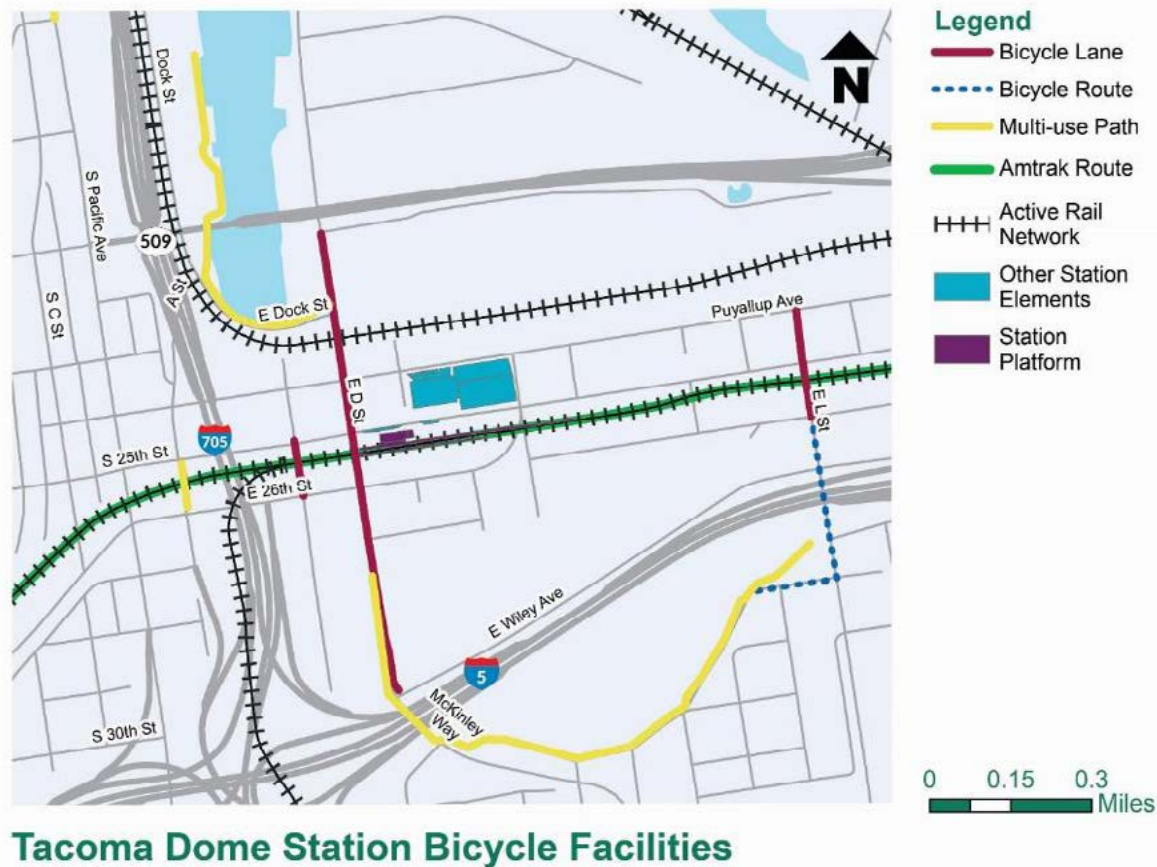 Dock St
S Pacific Ave
S C St
509
A St
E Dock St
N
Puyallup Ave
E D St
E L St
705
S 25th St
E 26th St
E Wiley Ave
5
McKinley
Way
S 30th St
Legend
Bicycle Lane
Bicycle Route
Multi-use Path
Amtrak Route
Active Rail
Network
Other Station
Elements
Station
Platform
0 0.15 0.3
Miles
Tacoma Dome Station Bicycle Facilities